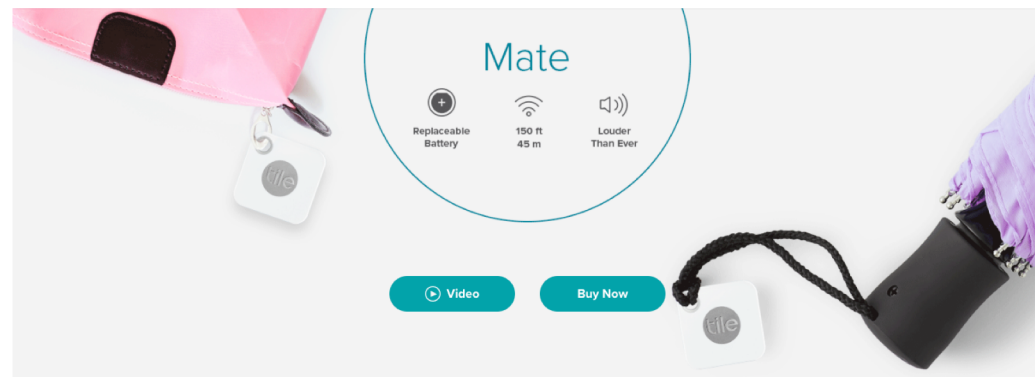 Mate
Replaceable
Battery
150 ft
45 m
Louder
Than Ever
tile
Video
Buy Now
tile